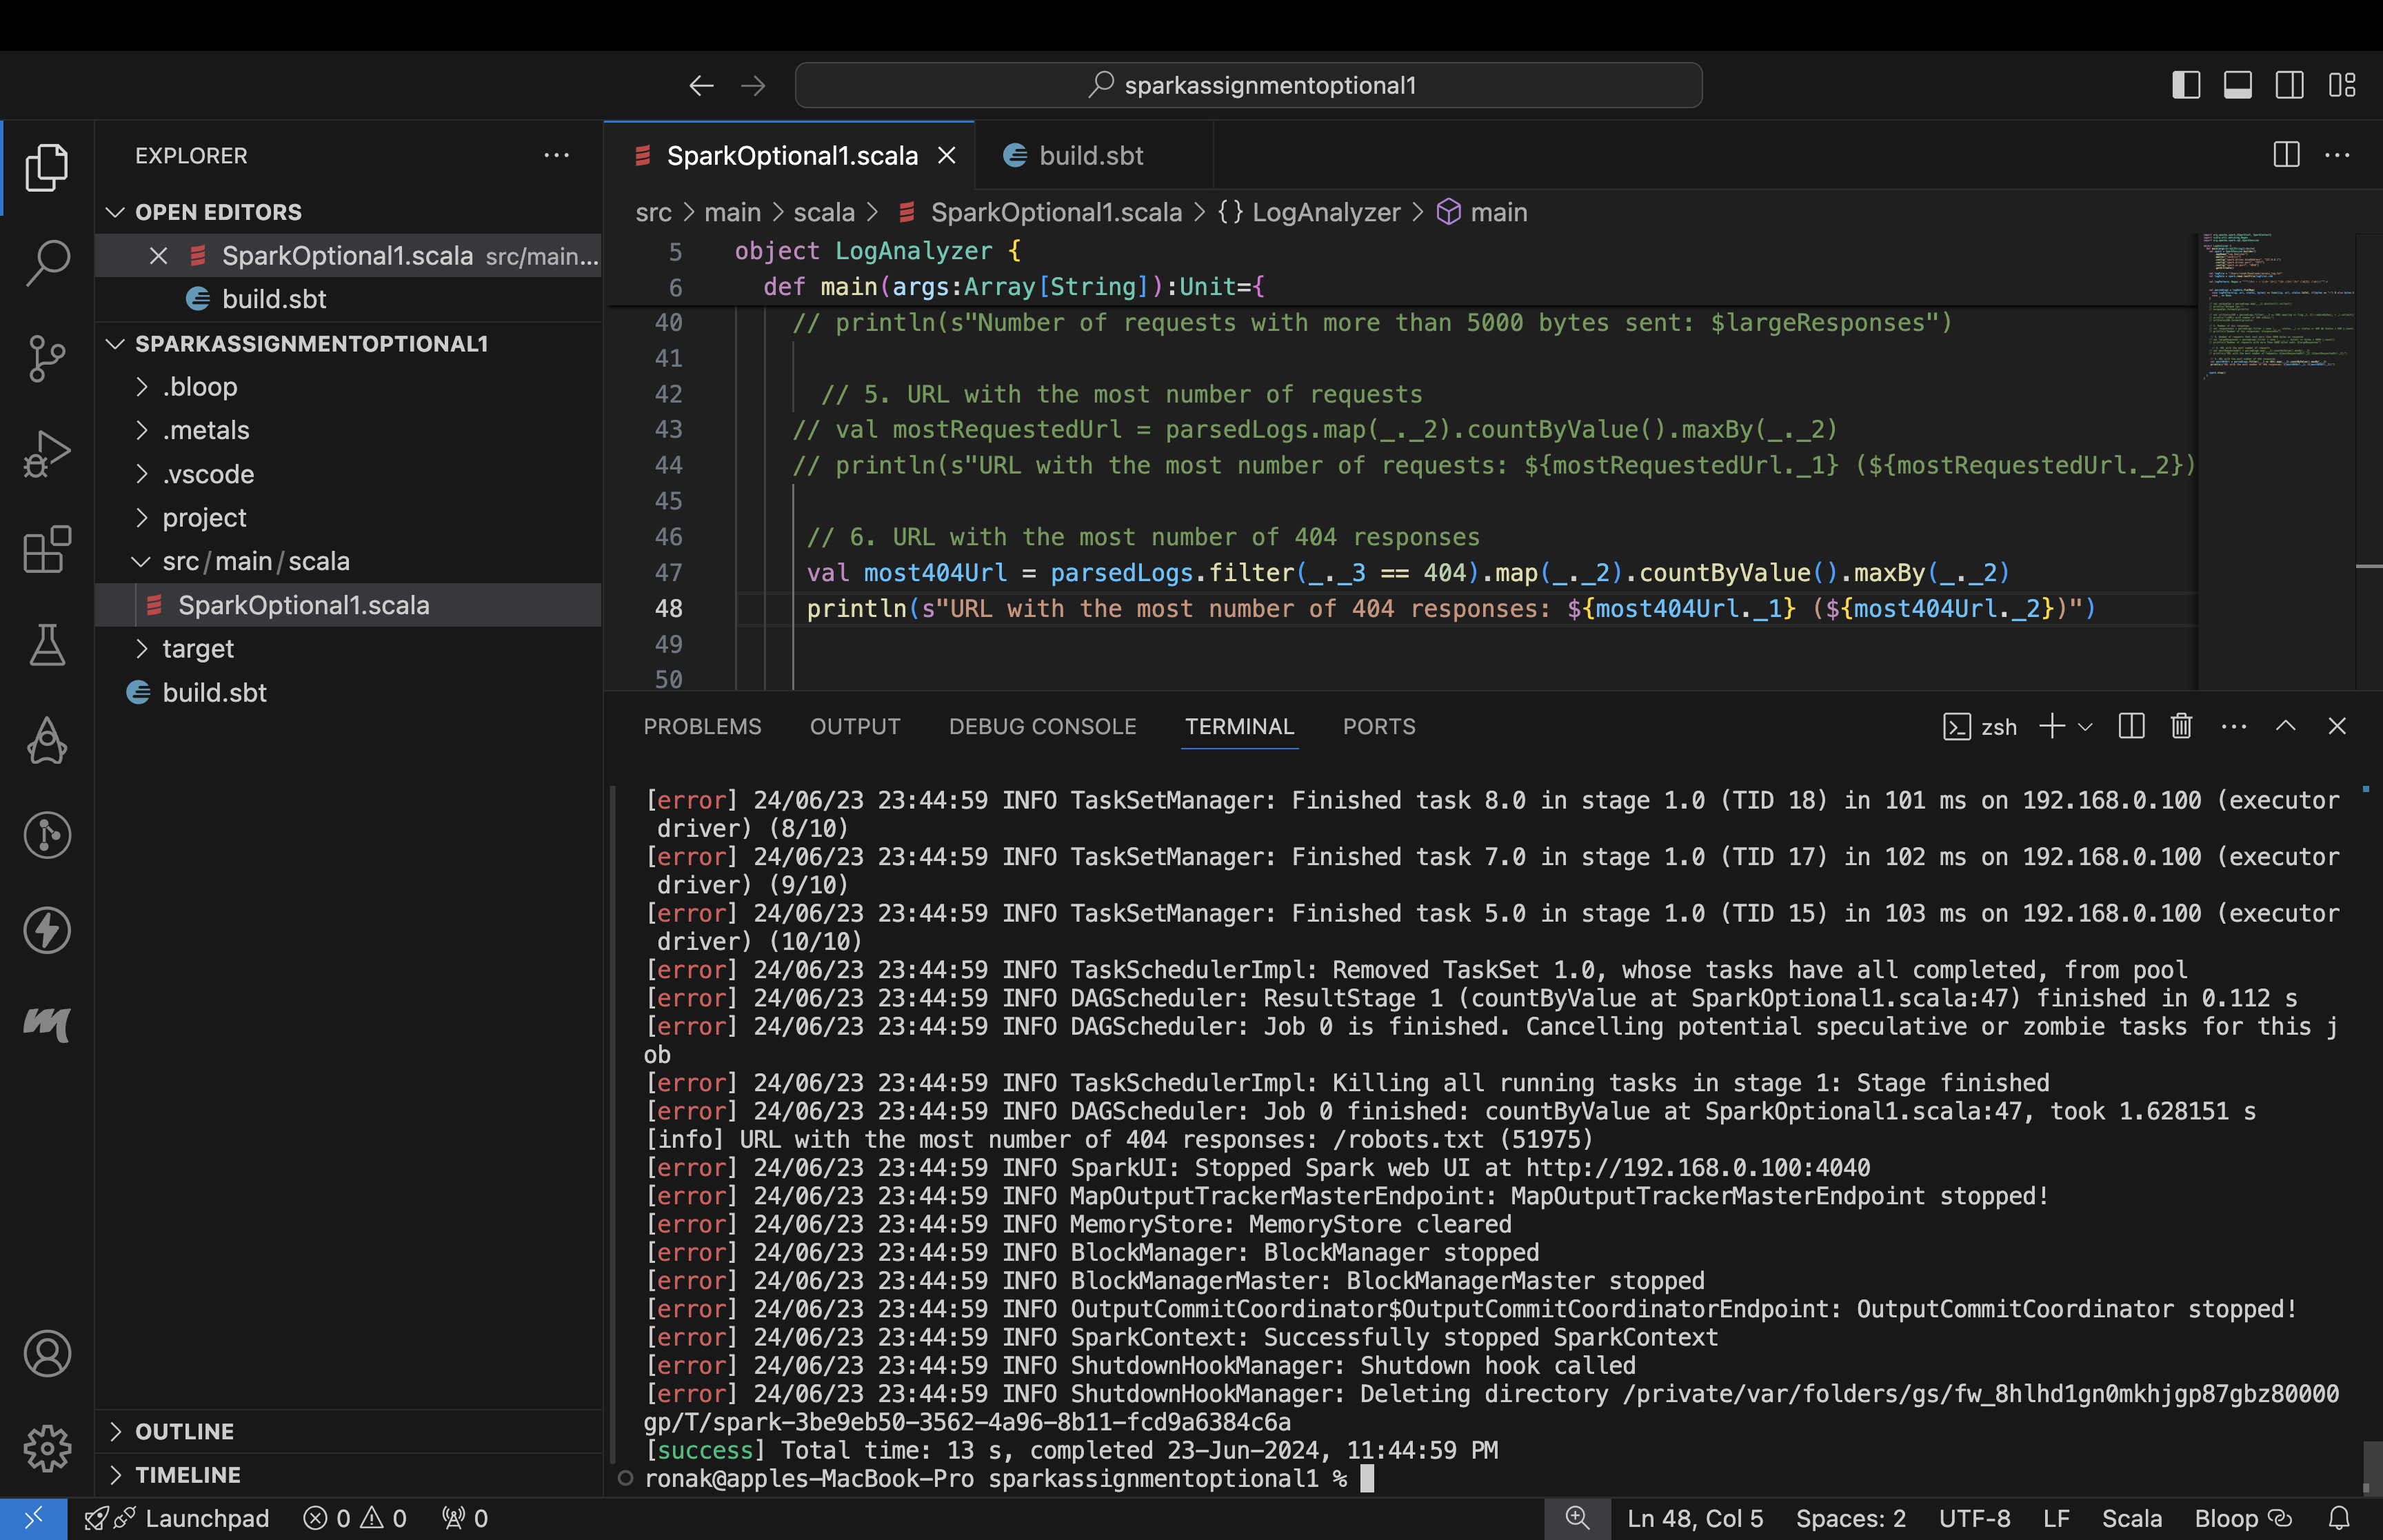 sparkassignmentoptional1
EXPLORER
SparkOptional1.scala
build.sbt
OPEN EDITORS
src > main > scala > SparkOptional1.scala > {} LogAnalyzer > main
SparkOptional1.scala src/main...
build.sbt
SPARKASSIGNMENTOPTIONAL1
.bloop
.metals
.vscode
project
src/main/scala
SparkOptional1.scala
target
build.sbt
OUTLINE
TIMELINE
5 object LogAnalyzer {
6 def main(args:Array[String]):Unit={
40 // println(s"Number of requests with more than 5000 bytes sent: $largeResponses")
41
42 // 5. URL with the most number of requests
43 // val mostRequestedUrl = parsedLogs.map(_._2).countByValue().maxBy(_._2)
44 // println(s"URL with the most number of requests: ${mostRequestedUrl._1} (${mostRequestedUrl._2})
45
46 // 6. URL with the most number of 404 responses
47 val most404Url = parsedLogs.filter(_._3 == 404).map(_._2).countByValue().maxBy(_._2)
48 println(s"URL with the most number of 404 responses: ${most404Url._1} (${most404Url._2})")
49
50
PROBLEMS OUTPUT DEBUG CONSOLE TERMINAL PORTS
zsh
[error] 24/06/23 23:44:59 INFO TaskSetManager: Finished task 8.0 in stage 1.0 (TID 18) in 101 ms on 192.168.0.100 (executor
driver) (8/10)
[error] 24/06/23 23:44:59 INFO TaskSetManager: Finished task 7.0 in stage 1.0 (TID 17) in 102 ms on 192.168.0.100 (executor
driver) (9/10)
[error] 24/06/23 23:44:59 INFO TaskSetManager: Finished task 5.0 in stage 1.0 (TID 15) in 103 ms on 192.168.0.100 (executor
driver) (10/10)
[error] 24/06/23 23:44:59 INFO TaskSchedulerImpl: Removed TaskSet 1.0, whose tasks have all completed, from pool
[error] 24/06/23 23:44:59 INFO DAGScheduler: ResultStage 1 (countByValue at SparkOptional1.scala:47) finished in 0.112 s
[error] 24/06/23 23:44:59 INFO DAGScheduler: Job 0 is finished. Cancelling potential speculative or zombie tasks for this j
ob
[error] 24/06/23 23:44:59 INFO TaskSchedulerImpl: Killing all running tasks in stage 1: Stage finished
[error] 24/06/23 23:44:59 INFO DAGScheduler: Job 0 finished: countByValue at SparkOptional1.scala:47, took 1.628151 s
[info] URL with the most number of 404 responses: /robots.txt (51975)
[error] 24/06/23 23:44:59 INFO SparkUI: Stopped Spark web UI at http://192.168.0.100:4040
[error] 24/06/23 23:44:59 INFO MapOutputTrackerMasterEndpoint: MapOutputTrackerMasterEndpoint stopped!
[error] 24/06/23 23:44:59 INFO MemoryStore: MemoryStore cleared
[error] 24/06/23 23:44:59 INFO BlockManager: BlockManager stopped
[error] 24/06/23 23:44:59 INFO BlockManagerMaster: BlockManagerMaster stopped
[error] 24/06/23 23:44:59 INFO OutputCommitCoordinator$OutputCommitCoordinatorEndpoint: OutputCommitCoordinator stopped!
[error] 24/06/23 23:44:59 INFO SparkContext: Successfully stopped SparkContext
[error] 24/06/23 23:44:59 INFO ShutdownHookManager: Shutdown hook called
[error] 24/06/23 23:44:59 INFO ShutdownHookManager: Deleting directory /private/var/folders/gs/fw_8hlhd1gn0mkhjgp87gbz80000
gp/T/spark-3be9eb50-3562-4a96-8b11-fcd9a6384c6a
[success] Total time: 13 s, completed 23-Jun-2024, 11:44:59 PM
ronak@apples-MacBook-Pro sparkassignmentoptional1 %
Launchpad 0 0 0 Ln 48, Col 5 Spaces: 2 UTF-8 LF Scala Bloop